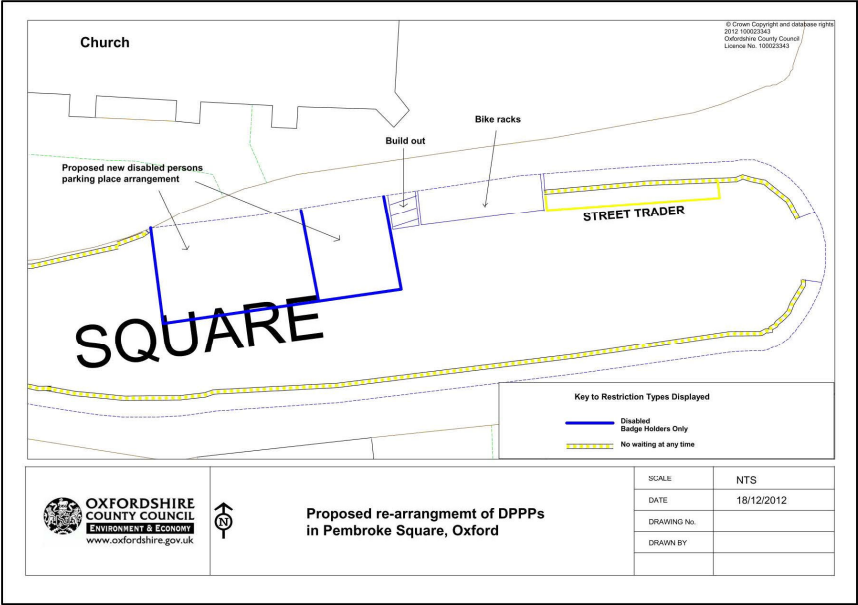 © Crown Copyright and database rights
2012 100023343
Oxfordshire County Council
Licence No. 100023343
Church
Bike racks
Build out
Proposed new disabled persons
parking place arrangement
STREET TRADER
SQUARE
Key to Restriction Types Displayed
Disabled
Badge Holders Only
No waiting at any time
OXFORDSHIRE
COUNTY COUNCIL
ENVIRONMENT & ECONOMY
www.oxfordshire.gov.uk
N
Proposed re-arrangmemt of DPPPs
in Pembroke Square, Oxford
SCALE NTS
DATE 18/12/2012
DRAWING No.
DRAWN BY